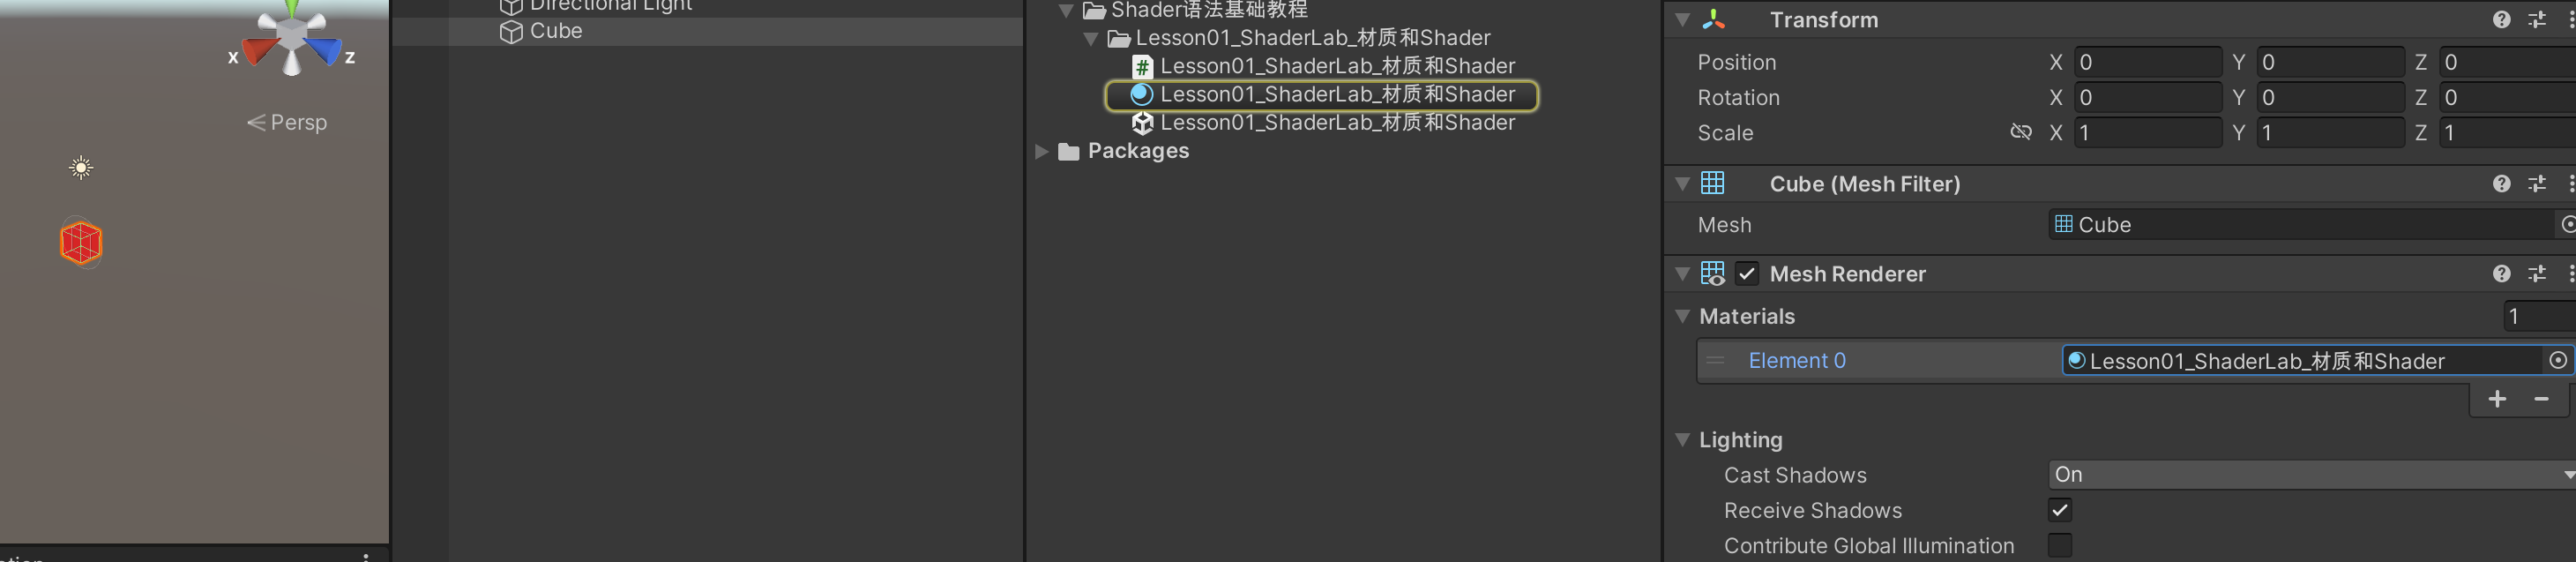 X
Z
Persp
Directional Light
Cube
Shader语法基础教程
Lesson01_ShaderLab_材质和Shader
# Lesson01_ShaderLab_材质和Shader
Lesson01_ShaderLab_材质和Shader
Lesson01_ShaderLab_材质和Shader
Packages
Transform
Position X 0 Y 0 Z 0
Rotation X 0 Y 0 Z 0
Scale X 1 Y 1 Z 1
Cube (Mesh Filter)
Mesh Cube
Mesh Renderer
Materials 1
Element 0 Lesson01_ShaderLab_材质和Shader
Lighting
Cast Shadows On
Receive Shadows
Contribute Global Illumination